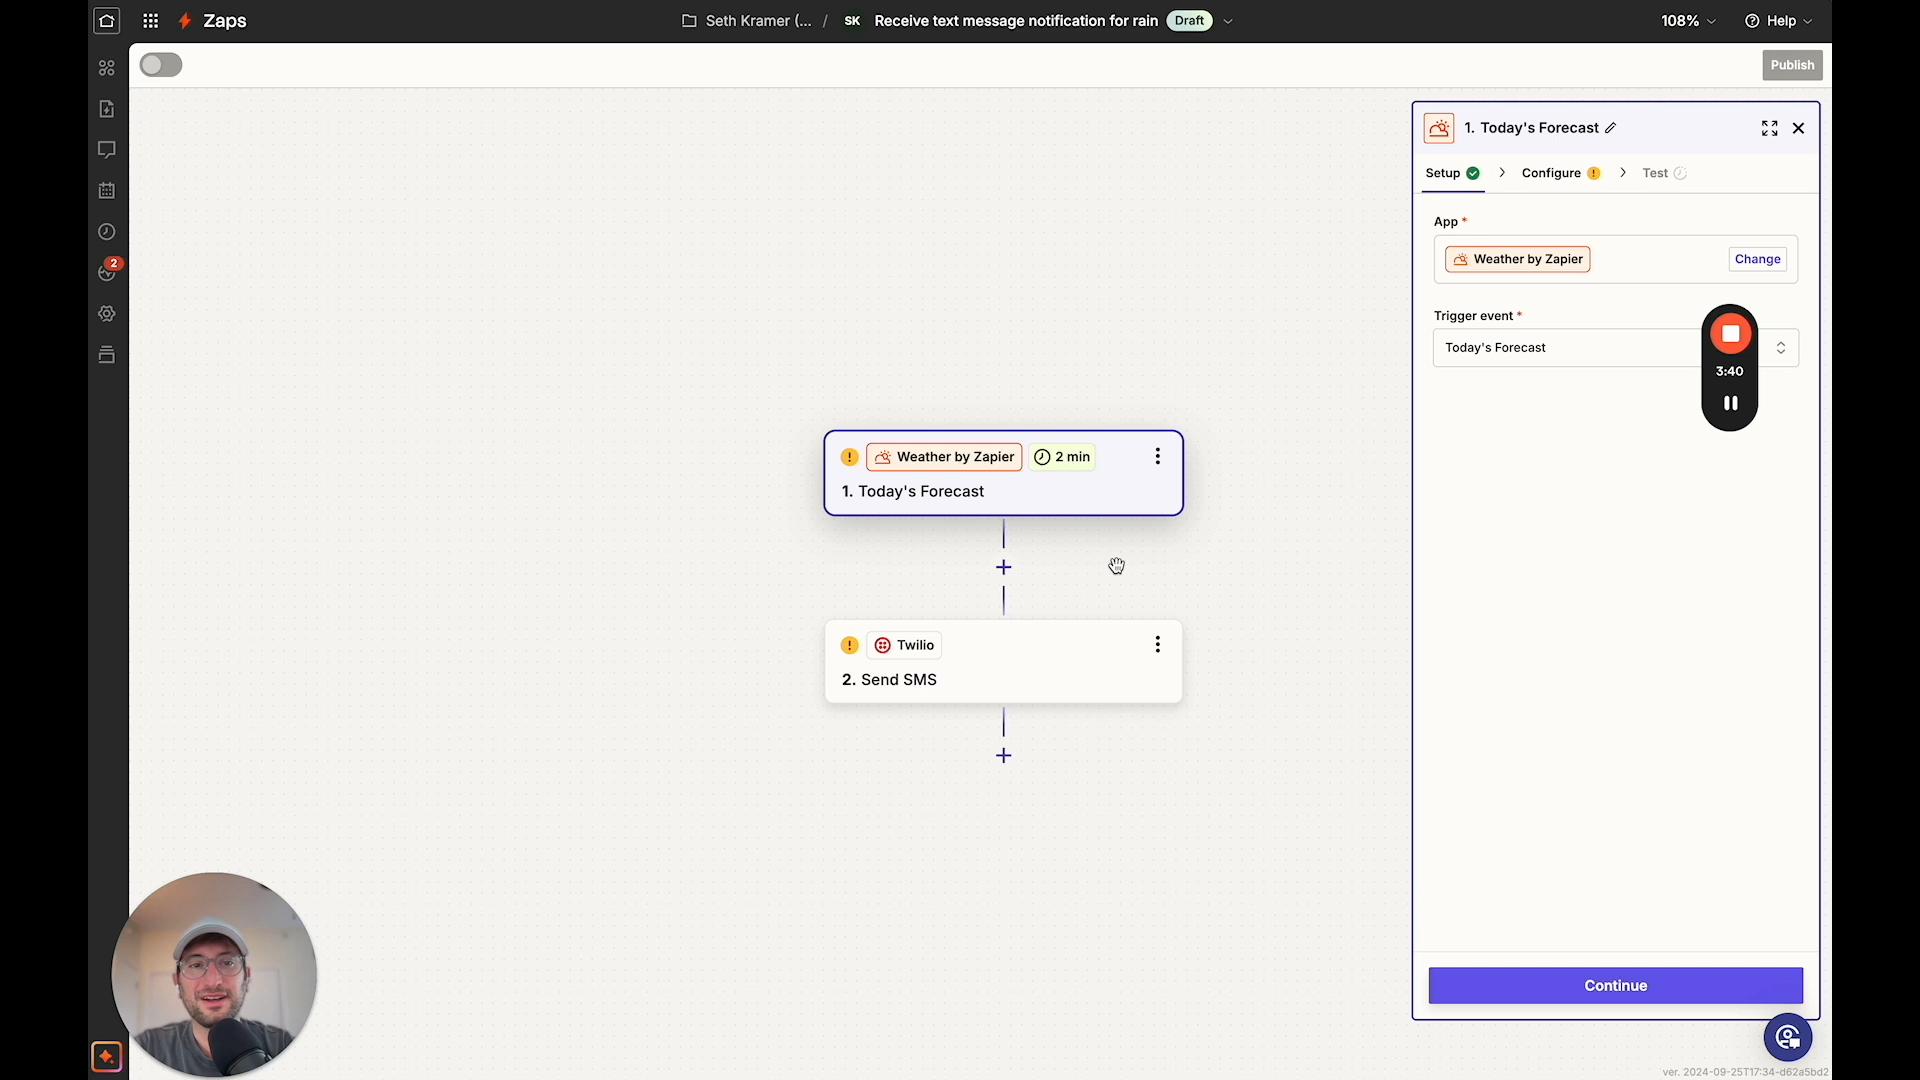 Zaps
Seth Kramer (... / SK Receive text message notification for rain Draft
108%
Help
Publish
1. Today's Forecast
Setup
Configure
Test
App *
Weather by Zapier
Change
Trigger event *
Today's Forecast
3:40
2
Weather by Zapier
2 min
1. Today's Forecast
Twilio
2. Send SMS
Continue
ver. 2024-09-25T17:34-d62a5bd2